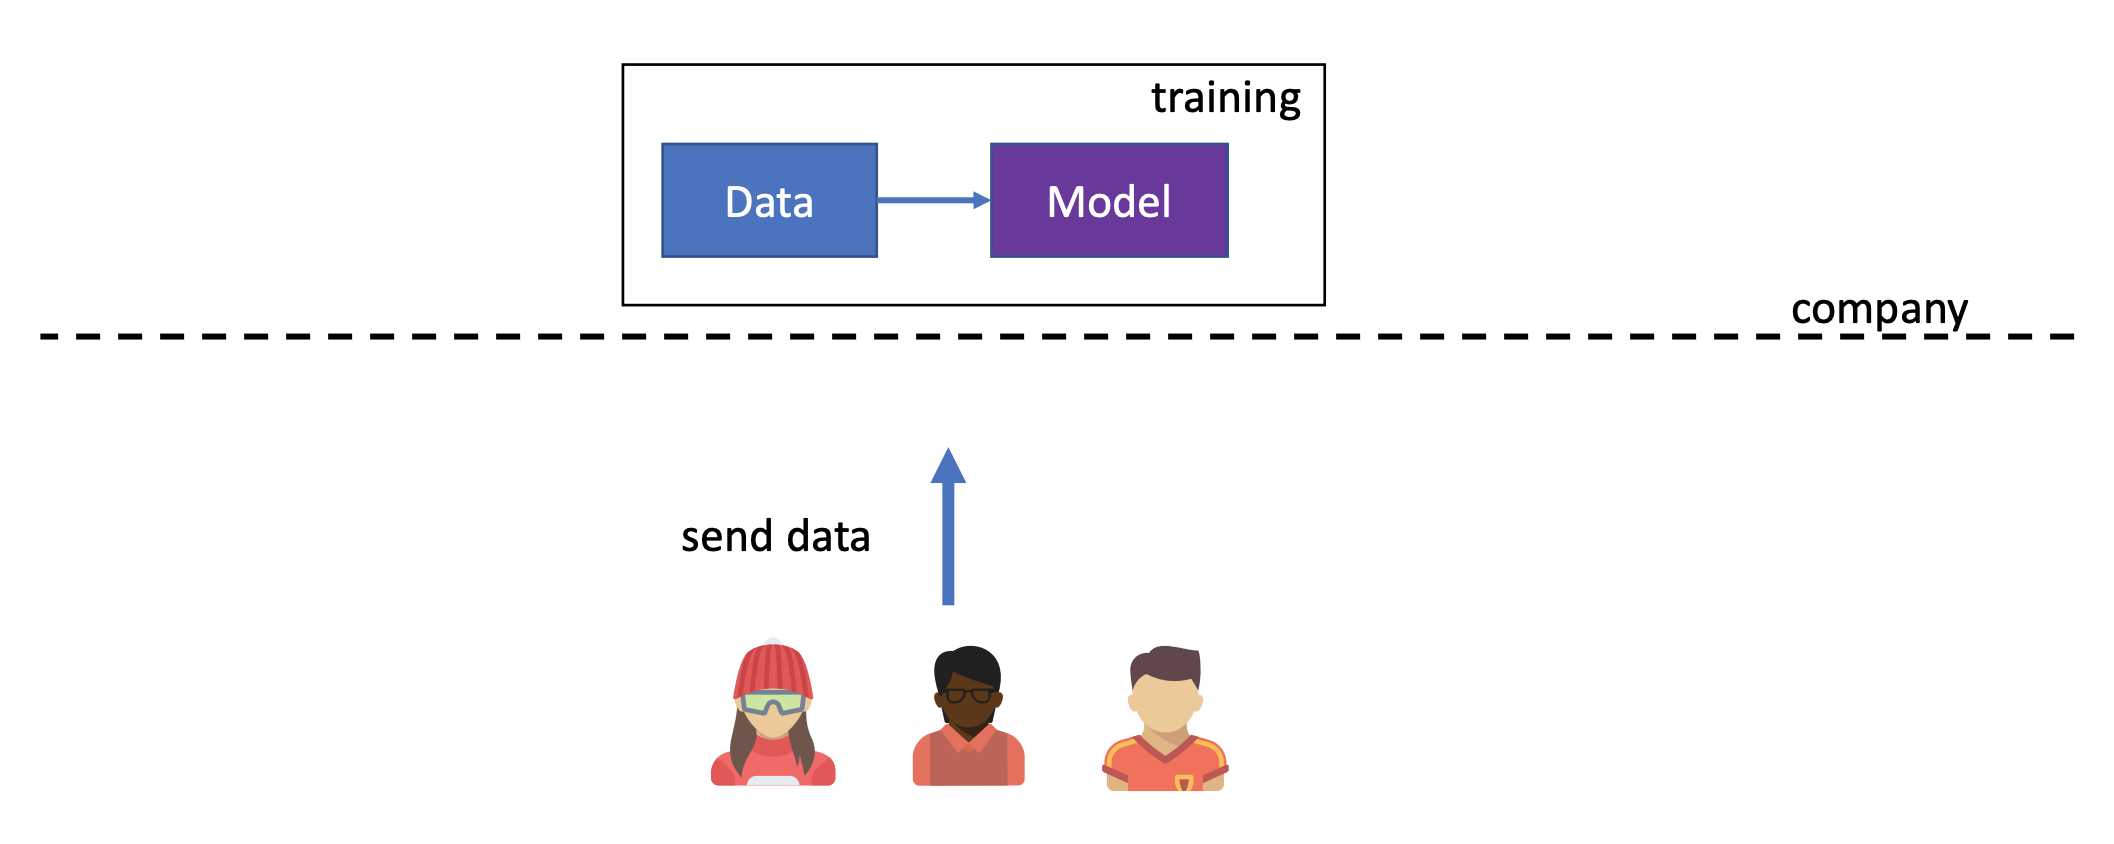 training
Data
Model
company
send data